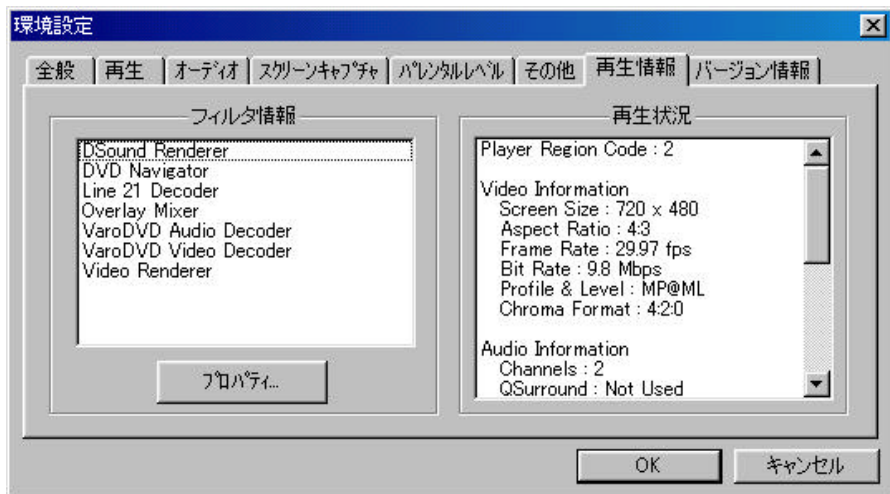 環境設定
全般
再生
オーディオ
スクリーンキャプチャ
パレンタルレベル
その他
再生情報
バージョン情報
フィルタ情報
DSound Renderer
DVD Navigator
Line 21 Decoder
Overlay Mixer
VaroDVD Audio Decoder
VaroDVD Video Decoder
Video Renderer
プロパティ...
再生状況
Player Region Code : 2
Video Information
Screen Size : 720 x 480
Aspect Ratio : 4:3
Frame Rate : 29.97 fps
Bit Rate : 9.8 Mbps
Profile & Level : MP@ML
Chroma Format : 4:2:0
Audio Information
Channels : 2
QSurround : Not Used
OK
キャンセル